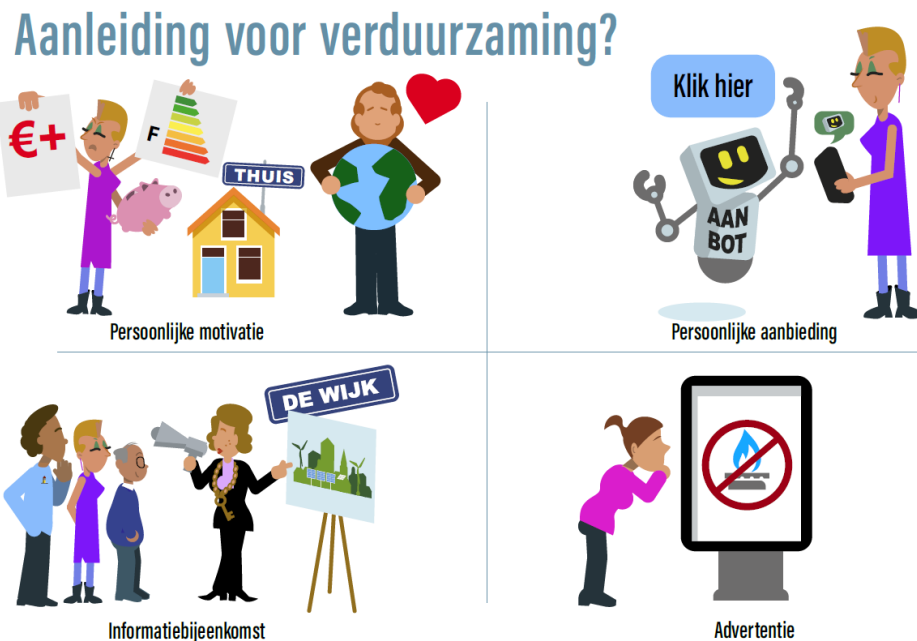 Aanleiding voor verduurzaming?
€+
F
THUIS
Persoonlijke motivatie
Klik hier
AAN
BOT
Persoonlijke aanbieding
DE WIJK
Informatiebijeenkomst
Advertentie